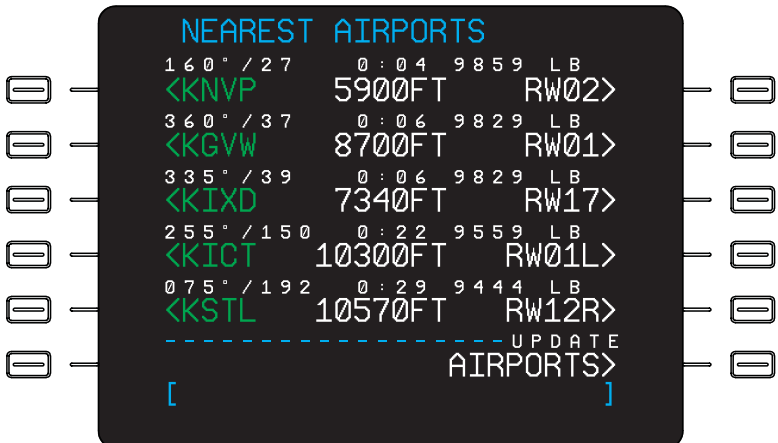 NEAREST AIRPORTS
160°/27 0:04 9859 LB
<KNVP 5900FT RW02>
360°/37 0:06 9829 LB
<KGVW 8700FT RW01>
335°/39 0:06 9829 LB
<KIXD 7340FT RW17>
255°/150 0:22 9559 LB
<KICT 10300FT RW01L>
075°/192 0:29 9444 LB
<KSTL 10570FT RW12R>
------------------UPDATE
AIRPORTS>
[ ]